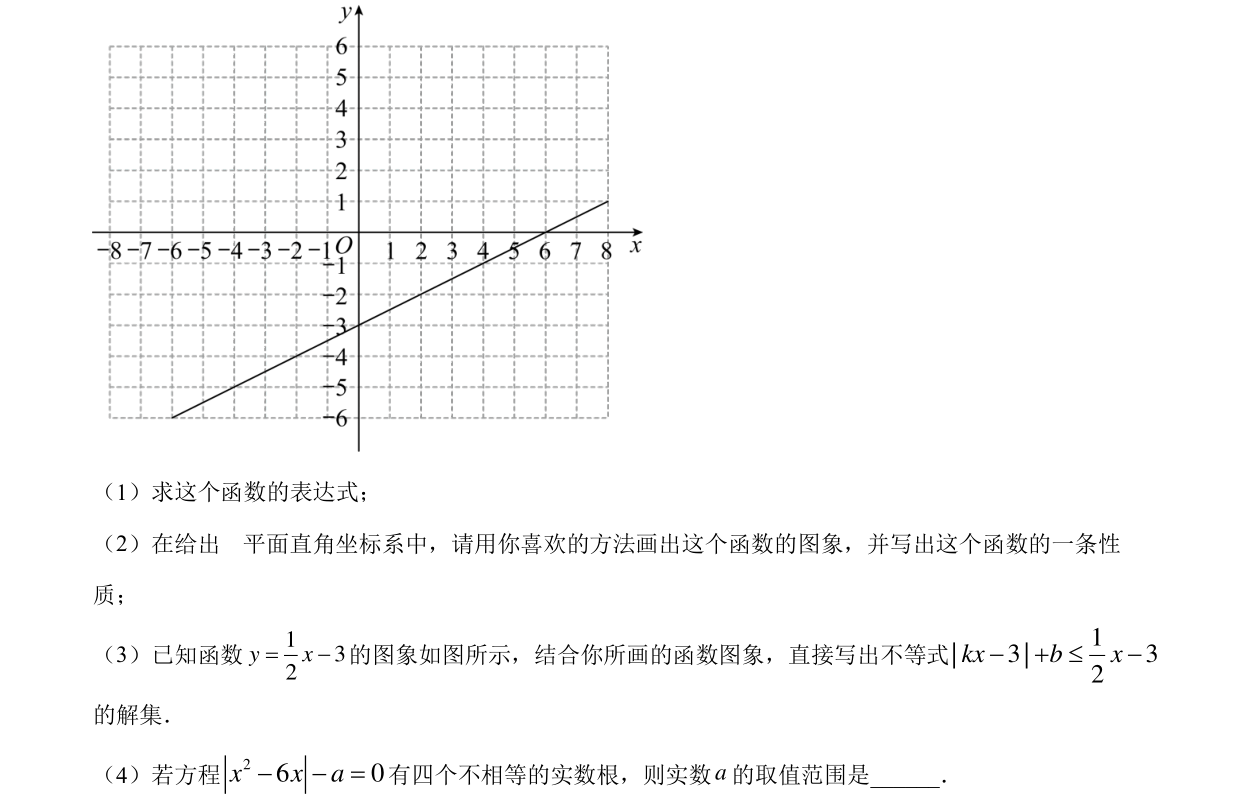 y
6
5
4
3
2
1
-8 -7 -6 -5 -4 -3 -2 -1 O 1 2 3 4 5 6 7 8 x
-1
-2
-3
-4
-5
-6
（1）求这个函数的表达式；
（2）在给出 平面直角坐标系中，请用你喜欢的方法画出这个函数的图象，并写出这个函数的一条性
质；
（3）已知函数 y = 1/2 x − 3 的图象如图所示，结合你所画的函数图象，直接写出不等式 |kx − 3| + b ≤ 1/2 x − 3
的解集．
（4）若方程 |x² − 6x| − a = 0 有四个不相等的实数根，则实数 a 的取值范围是______．